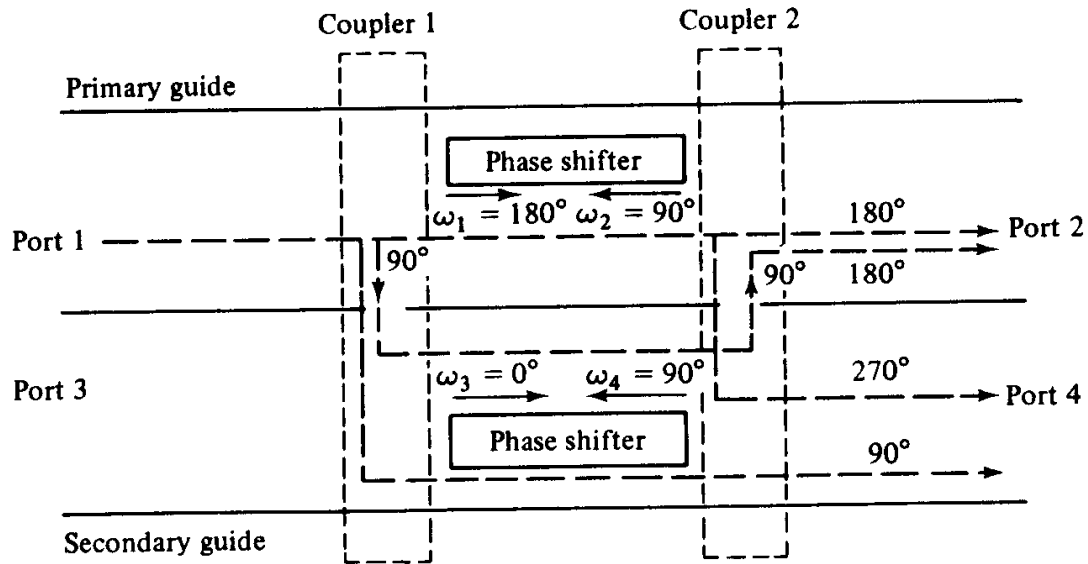 Coupler 1
Coupler 2
Primary guide
Phase shifter
ω₁ = 180° ω₂ = 90°
180°
Port 1
Port 2
90°
90°
180°
ω₃ = 0°
ω₄ = 90°
270°
Port 3
Port 4
Phase shifter
90°
Secondary guide